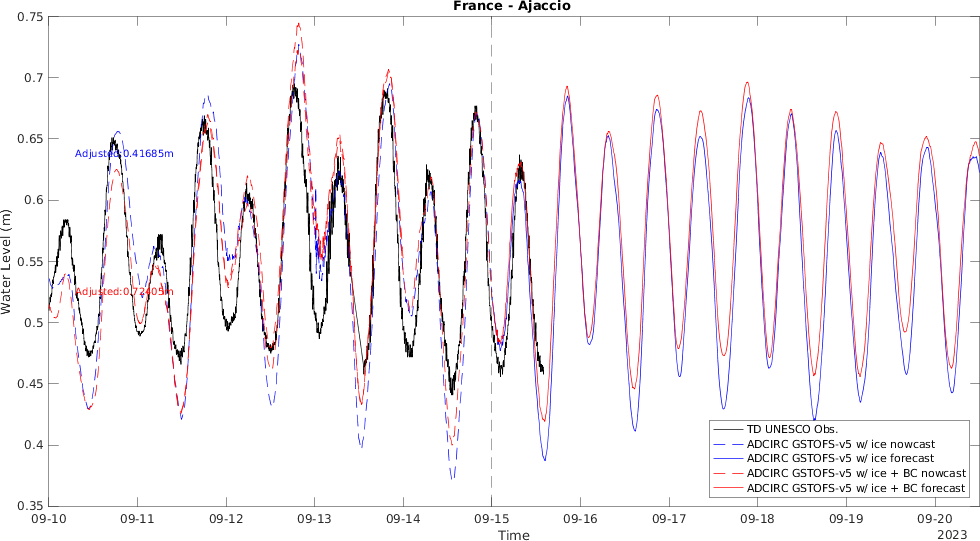 France - Ajaccio
0.75
0.7
0.65
0.6
0.55
0.5
0.45
0.4
0.35
Water Level (m)
Adjusted:0.41685m
Adjusted:0.72405m
TD UNESCO Obs.
ADCIRC GSTOFS-v5 w/ ice nowcast
ADCIRC GSTOFS-v5 w/ ice forecast
ADCIRC GSTOFS-v5 w/ ice + BC nowcast
ADCIRC GSTOFS-v5 w/ ice + BC forecast
09-10 09-11 09-12 09-13 09-14 09-15 09-16 09-17 09-18 09-19 09-20
Time
2023